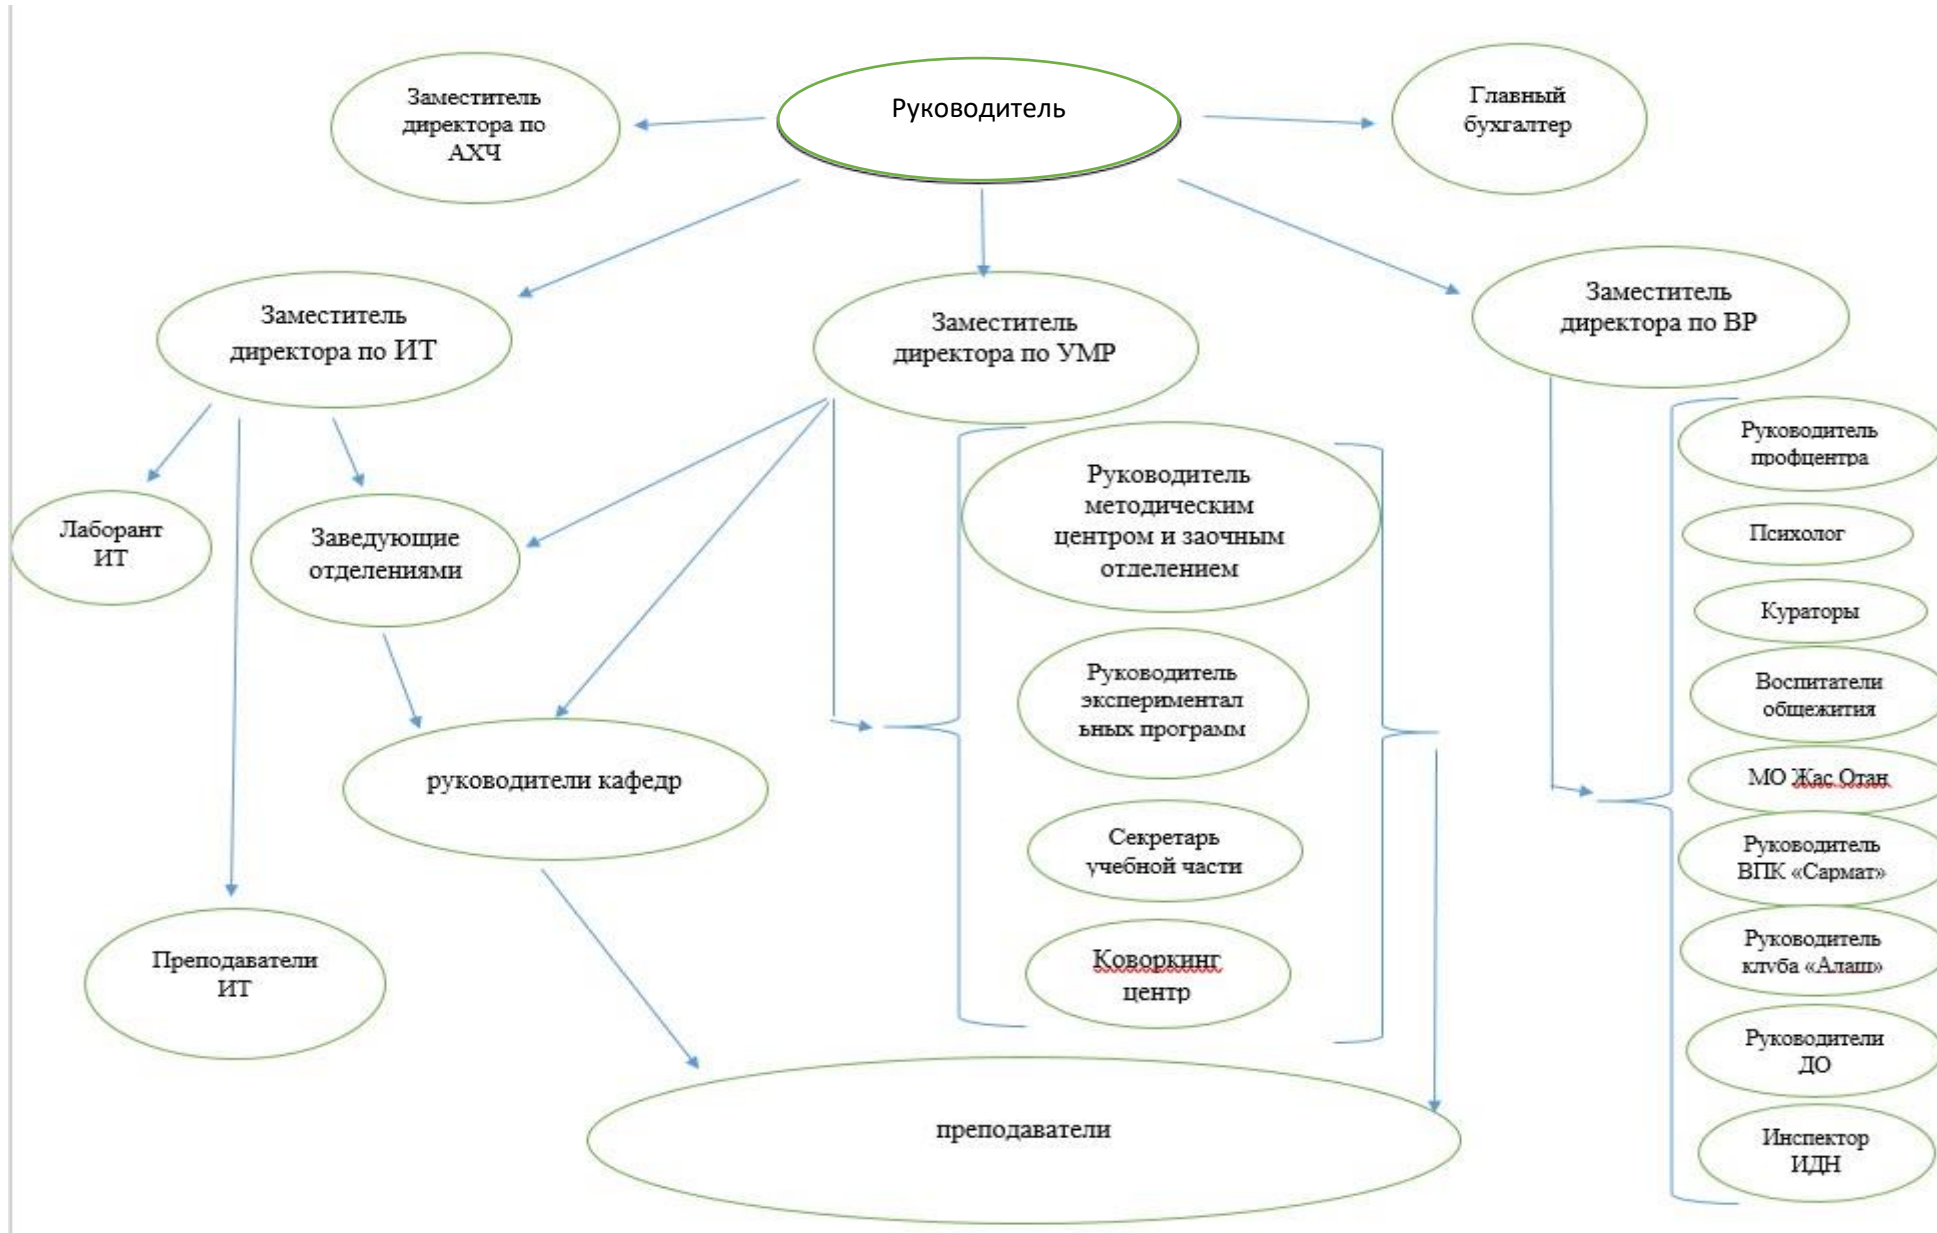 Руководитель
Заместитель
директора по
АХЧ
Главный
бухгалтер
Заместитель
директора по ИТ
Заместитель
директора по УМР
Заместитель
директора по ВР
Лаборант
ИТ
Заведующие
отделениями
руководители кафедр
Преподаватели
ИТ
Руководитель
методическим
центром и заочным
отделением
Руководитель
экспериментал
ьных программ
Секретарь
учебной части
Коворкинг
центр
преподаватели
Руководитель
профцентра
Психолог
Кураторы
Воспитатели
общежития
МО Жас Отан
Руководитель
ВПК «Сармат»
Руководитель
клуба «Алаш»
Руководители
ДО
Инспектор
ИДН